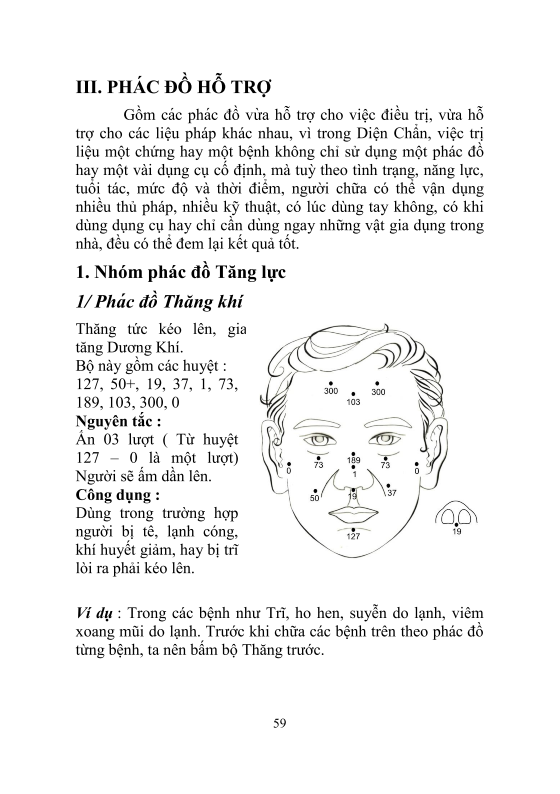 III. PHÁC ĐỒ HỖ TRỢ
Gồm các phác đồ vừa hỗ trợ cho việc điều trị, vừa hỗ
trợ cho các liệu pháp khác nhau, vì trong Diện Chẩn, việc trị
liệu một chứng hay một bệnh không chỉ sử dụng một phác đồ
hay một vài dụng cụ cố định, mà tuỳ theo tình trạng, năng lực,
tuổi tác, mức độ và thời điểm, người chữa có thể vận dụng
nhiều thủ pháp, nhiều kỹ thuật, có lúc dùng tay không, có khi
dùng dụng cụ hay chỉ cần dùng ngay những vật gia dụng trong
nhà, đều có thể đem lại kết quả tốt.
1. Nhóm phác đồ Tăng lực
1/ Phác đồ Thăng khí
Thăng tức kéo lên, gia
tăng Dương Khí.
Bộ này gồm các huyệt :
127, 50+, 19, 37, 1, 73,
189, 103, 300, 0
Nguyên tắc :
Ấn 03 lượt ( Từ huyệt
127 – 0 là một lượt)
Người sẽ ấm dần lên.
Công dụng :
Dùng trong trường hợp
người bị tê, lạnh cóng,
khí huyết giảm, hay bị trĩ
lòi ra phải kéo lên.
300 300
103
189
73 73
0 1 0
50 19 37
127
19
Ví dụ : Trong các bệnh như Trĩ, ho hen, suyễn do lạnh, viêm
xoang mũi do lạnh. Trước khi chữa các bệnh trên theo phác đồ
từng bệnh, ta nên bấm bộ Thăng trước.
59